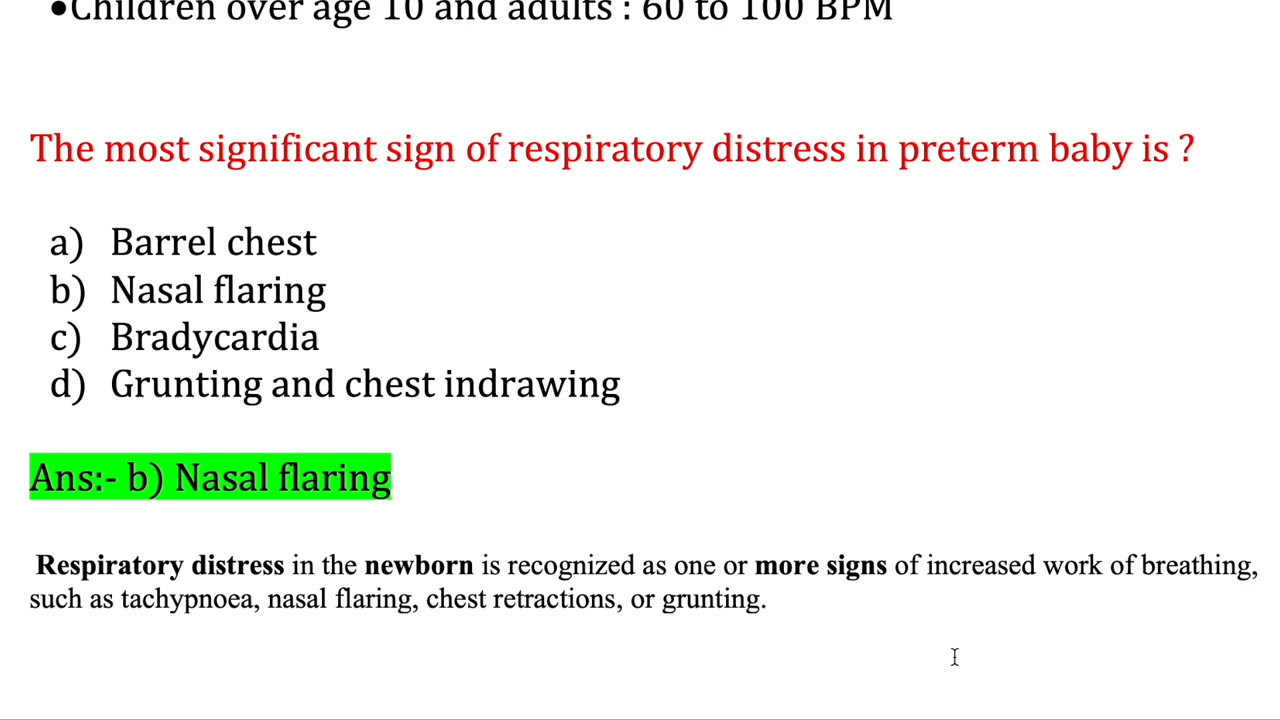 •Children over age 10 and adults : 60 to 100 BPM
The most significant sign of respiratory distress in preterm baby is ?
a) Barrel chest
b) Nasal flaring
c) Bradycardia
d) Grunting and chest indrawing
Ans:- b) Nasal flaring
Respiratory distress in the newborn is recognized as one or more signs of increased work of breathing,
such as tachypnoea, nasal flaring, chest retractions, or grunting.